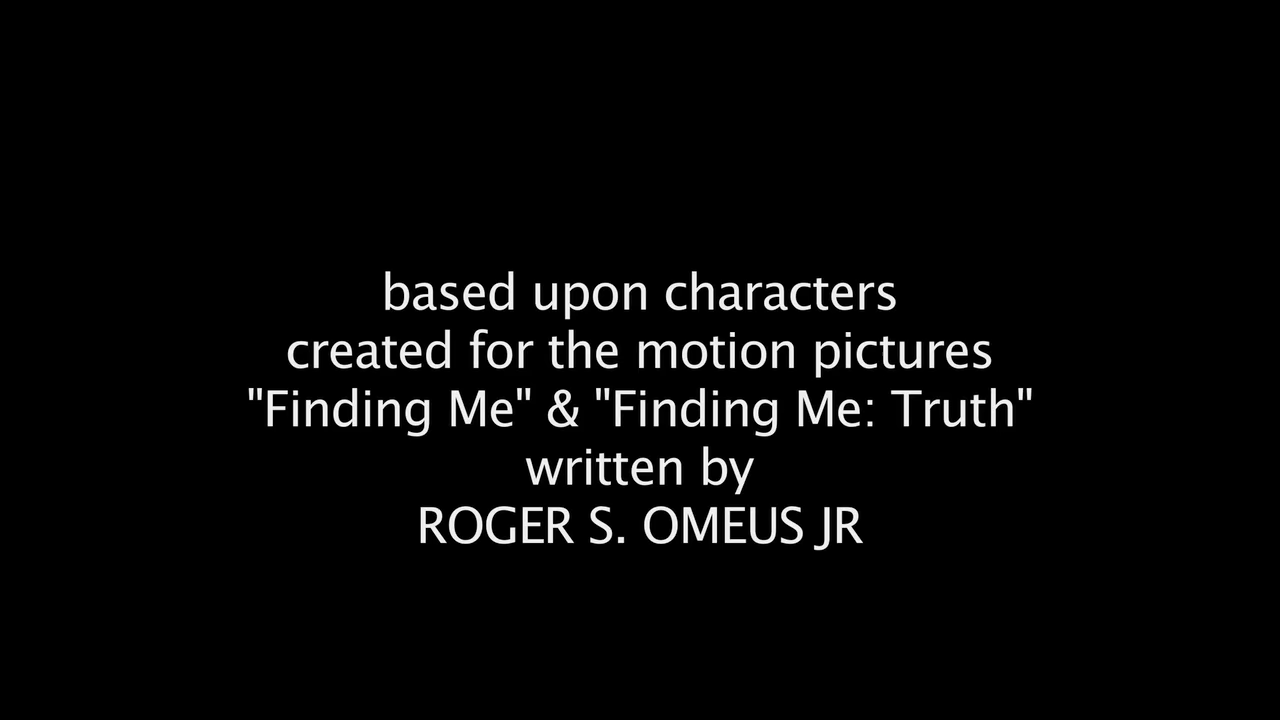 based upon characters
created for the motion pictures
"Finding Me" & "Finding Me: Truth"
written by
ROGER S. OMEUS JR